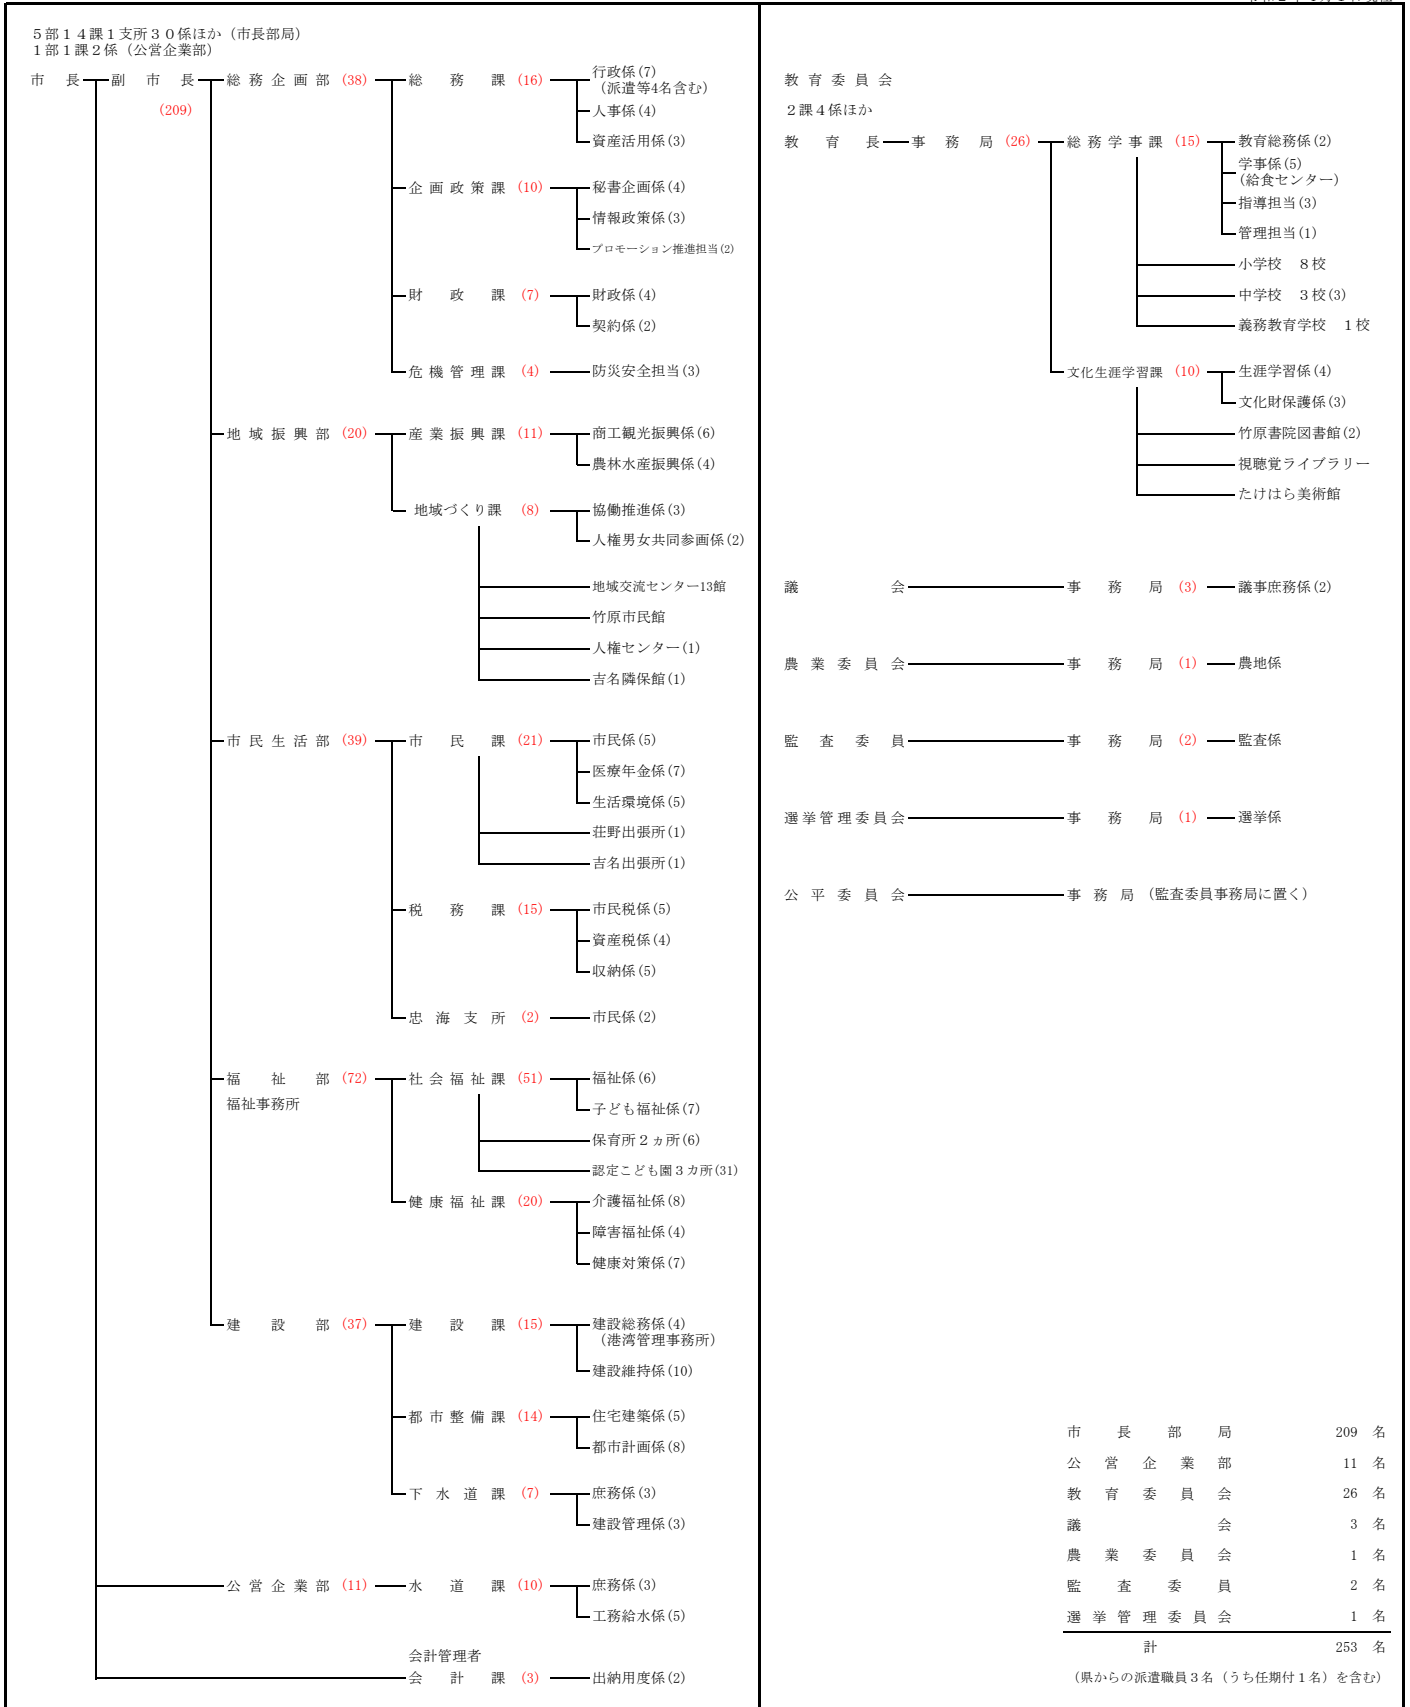 ５部１４課１支所３０係ほか（市長部局）
１部１課２係（公営企業部）
市長 副市長 総務企画部 (38) 総務課 (16) 行政係(7)
（派遣等4名含む）
(209)
人事係(4)
資産活用係(3)
企画政策課 (10) 秘書企画係(4)
情報政策係(3)
プロモーション推進担当(2)
財政課 (7) 財政係(4)
契約係(2)
危機管理課 (4) 防災安全担当(3)
地域振興部 (20) 産業振興課 (11) 商工観光振興係(6)
農林水産振興係(4)
地域づくり課 (8) 協働推進係(3)
人権男女共同参画係(2)
地域交流センター13館
竹原市民館
人権センター(1)
吉名隣保館(1)
市民生活部 (39) 市民課 (21) 市民係(5)
医療年金係(7)
生活環境係(5)
荘野出張所(1)
吉名出張所(1)
税務課 (15) 市民税係(5)
資産税係(4)
収納係(5)
忠海支所 (2) 市民係(2)
福祉部 (72) 社会福祉課 (51) 福祉係(6)
福祉事務所
子ども福祉係(7)
保育所２ヵ所(6)
認定こども園３カ所(31)
健康福祉課 (20) 介護福祉係(8)
障害福祉係(4)
健康対策係(7)
建設部 (37) 建設課 (15) 建設総務係(4)
（港湾管理事務所）
建設維持係(10)
都市整備課 (14) 住宅建築係(5)
都市計画係(8)
下水道課 (7) 庶務係(3)
建設管理係(3)
公営企業部 (11) 水道課 (10) 庶務係(3)
工務給水係(5)
会計管理者
会計課 (3) 出納用度係(2)
教育委員会
２課４係ほか
教育長 事務局 (26) 総務学事課 (15) 教育総務係(2)
学事係(5)
(給食センター)
指導担当(3)
管理担当(1)
小学校　８校
中学校　３校(3)
義務教育学校　１校
文化生涯学習課 (10) 生涯学習係(4)
文化財保護係(3)
竹原書院図書館(2)
視聴覚ライブラリー
たけはら美術館
議会 事務局 (3) 議事庶務係(2)
農業委員会 事務局 (1) 農地係
監査委員 事務局 (2) 監査係
選挙管理委員会 事務局 (1) 選挙係
公平委員会 事務局（監査委員事務局に置く）
市長部局 209 名
公営企業部 11 名
教育委員会 26 名
議会 3 名
農業委員会 1 名
監査委員 2 名
選挙管理委員会 1 名
計 253 名
（県からの派遣職員３名（うち任期付１名）を含む）